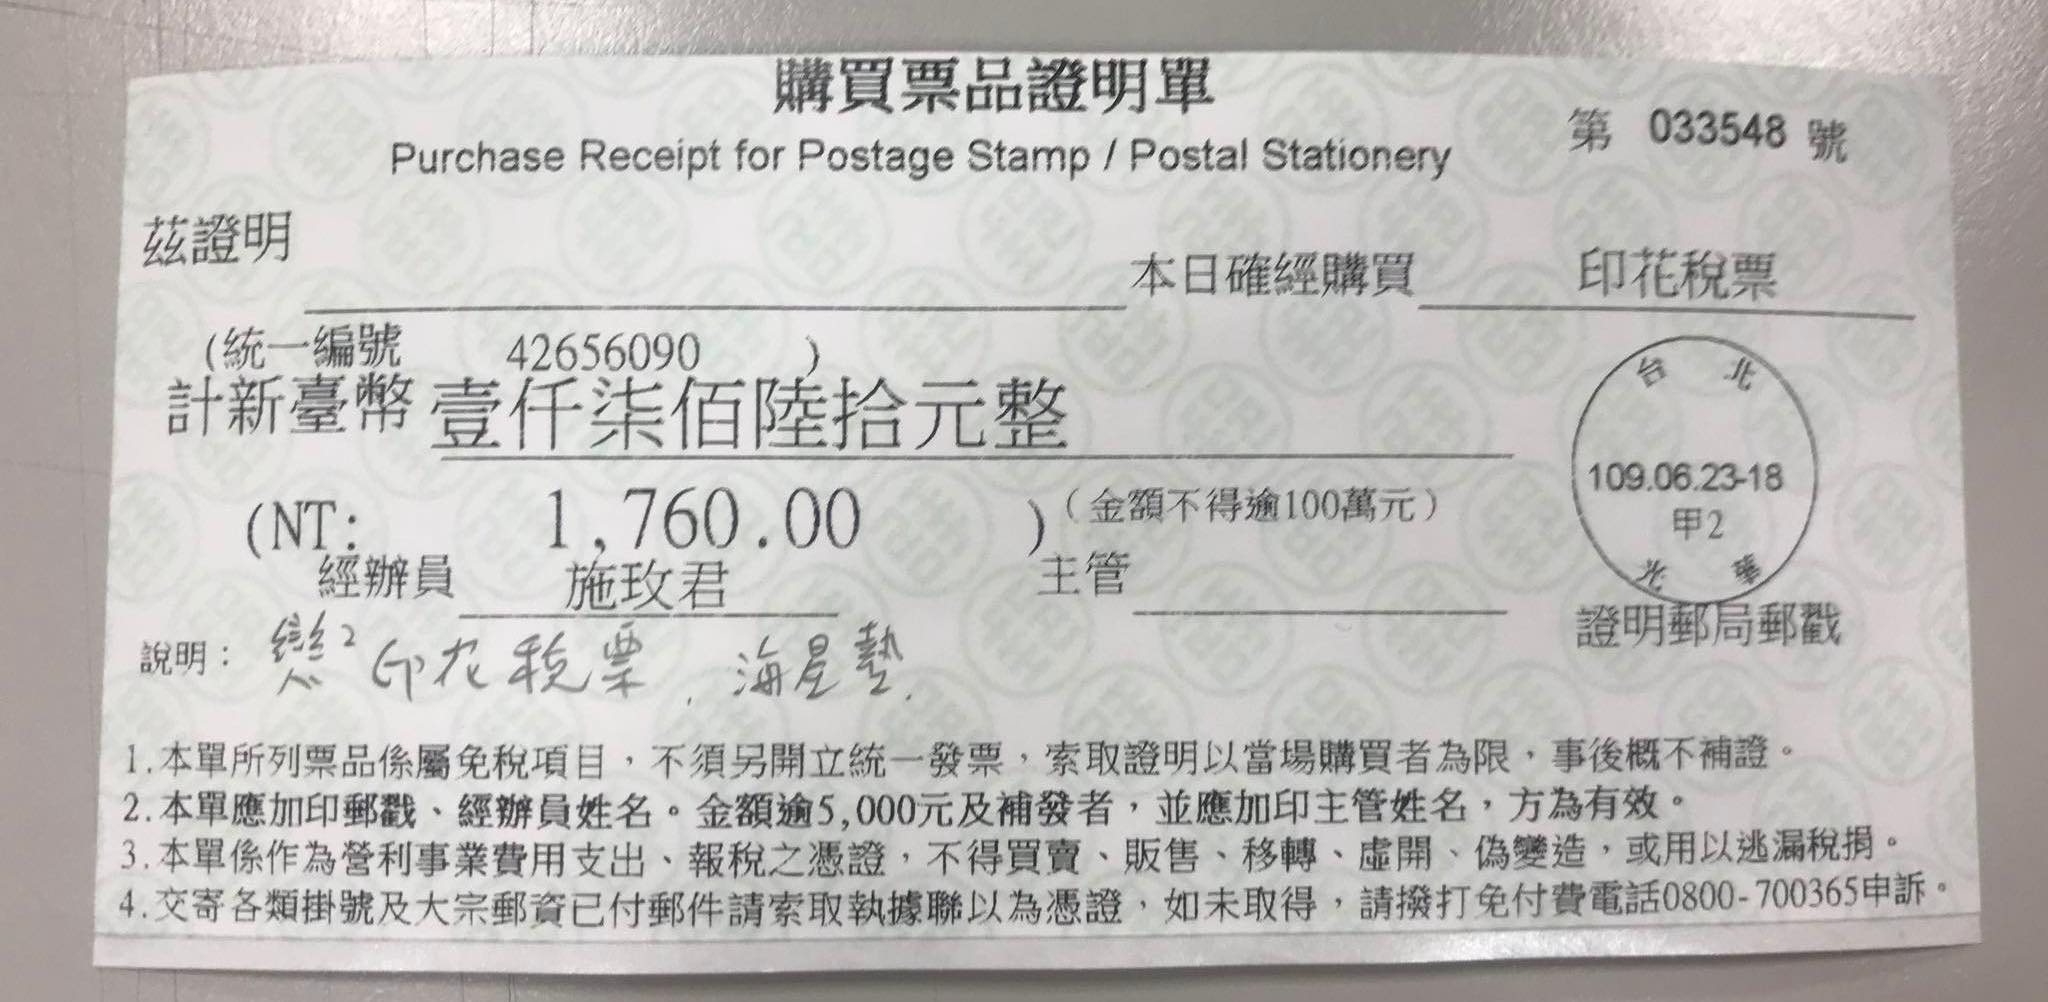 購買票品證明單
Purchase Receipt for Postage Stamp / Postal Stationery
第 033548 號
茲證明 本日確經購買 印花稅票
(統一編號 42656090 )
計新臺幣 壹仟柒佰陸拾元整
(NT: 1,760.00 ) (金額不得逾100萬元)
經辦員 施玫君 主管
台北
109.06.23-18
甲2
光華
證明郵局郵戳
說明: 戀2 印花稅票、海星藝.
1.本單所列票品係屬免稅項目，不須另開立統一發票，索取證明以當場購買者為限，事後概不補證。
2.本單應加印郵戳、經辦員姓名。金額逾5,000元及補發者，並應加印主管姓名，方為有效。
3.本單係作為營利事業費用支出、報稅之憑證，不得買賣、販售、移轉、虛開、偽變造，或用以逃漏稅捐。
4.交寄各類掛號及大宗郵資已付郵件請索取執據聯以為憑證，如未取得，請撥打免付費電話0800-700365申訴。